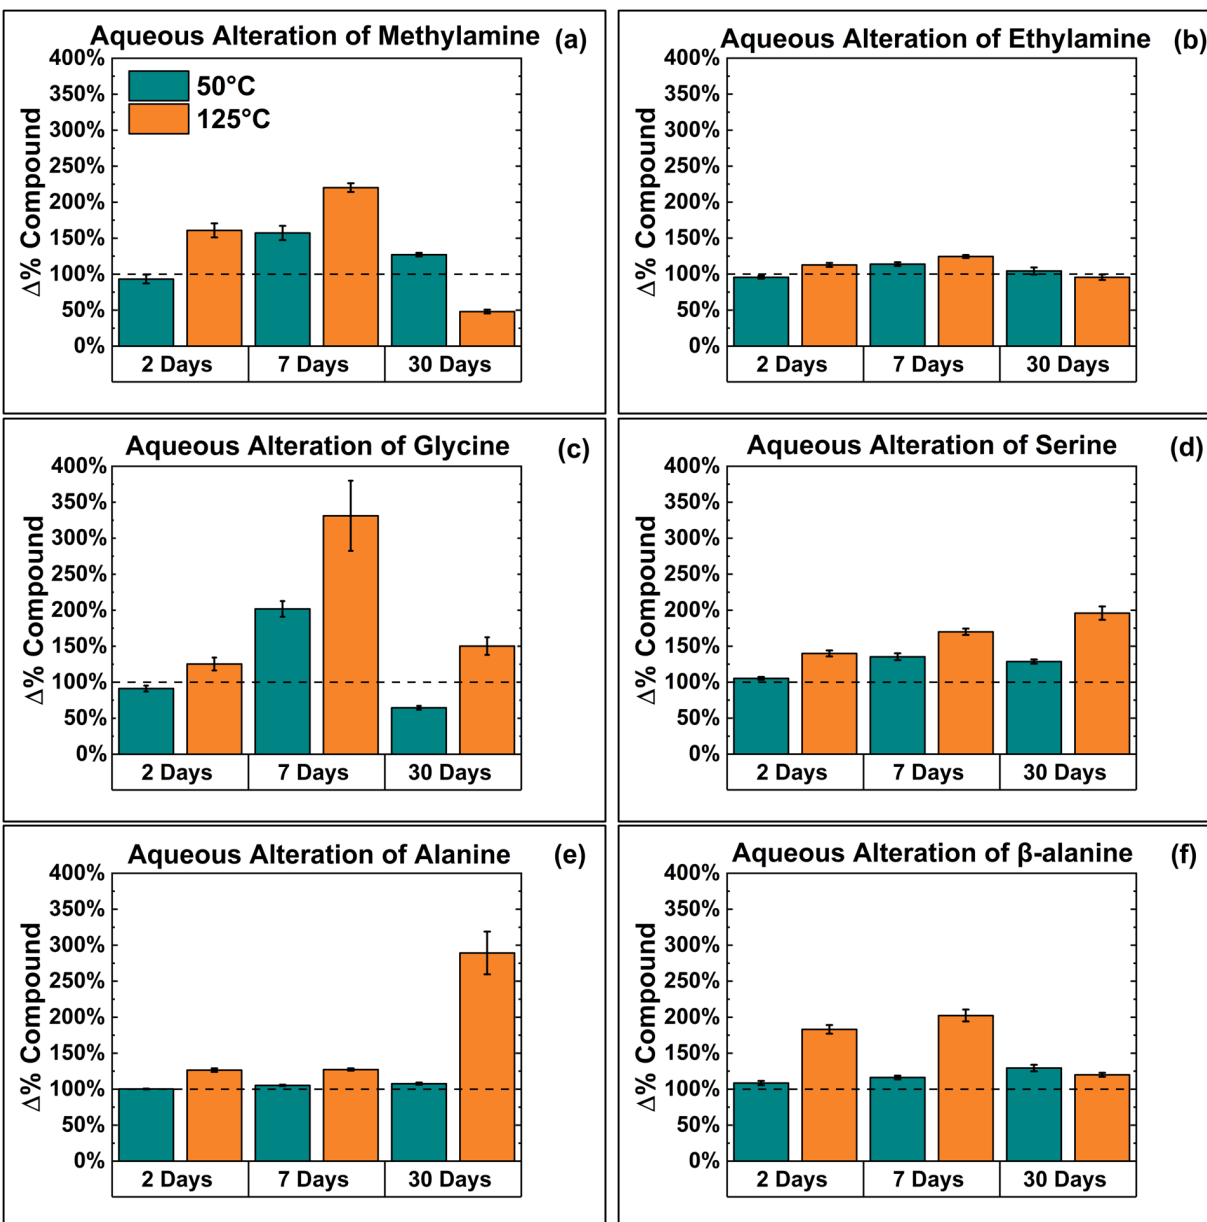 Aqueous Alteration of Methylamine (a)
50°C
125°C
400%
350%
300%
250%
200%
150%
100%
50%
0%
Δ% Compound
2 Days 7 Days 30 Days
Aqueous Alteration of Ethylamine (b)
400%
350%
300%
250%
200%
150%
100%
50%
0%
Δ% Compound
2 Days 7 Days 30 Days
Aqueous Alteration of Glycine (c)
400%
350%
300%
250%
200%
150%
100%
50%
0%
Δ% Compound
2 Days 7 Days 30 Days
Aqueous Alteration of Serine (d)
400%
350%
300%
250%
200%
150%
100%
50%
0%
Δ% Compound
2 Days 7 Days 30 Days
Aqueous Alteration of Alanine (e)
400%
350%
300%
250%
200%
150%
100%
50%
0%
Δ% Compound
2 Days 7 Days 30 Days
Aqueous Alteration of β-alanine (f)
400%
350%
300%
250%
200%
150%
100%
50%
0%
Δ% Compound
2 Days 7 Days 30 Days